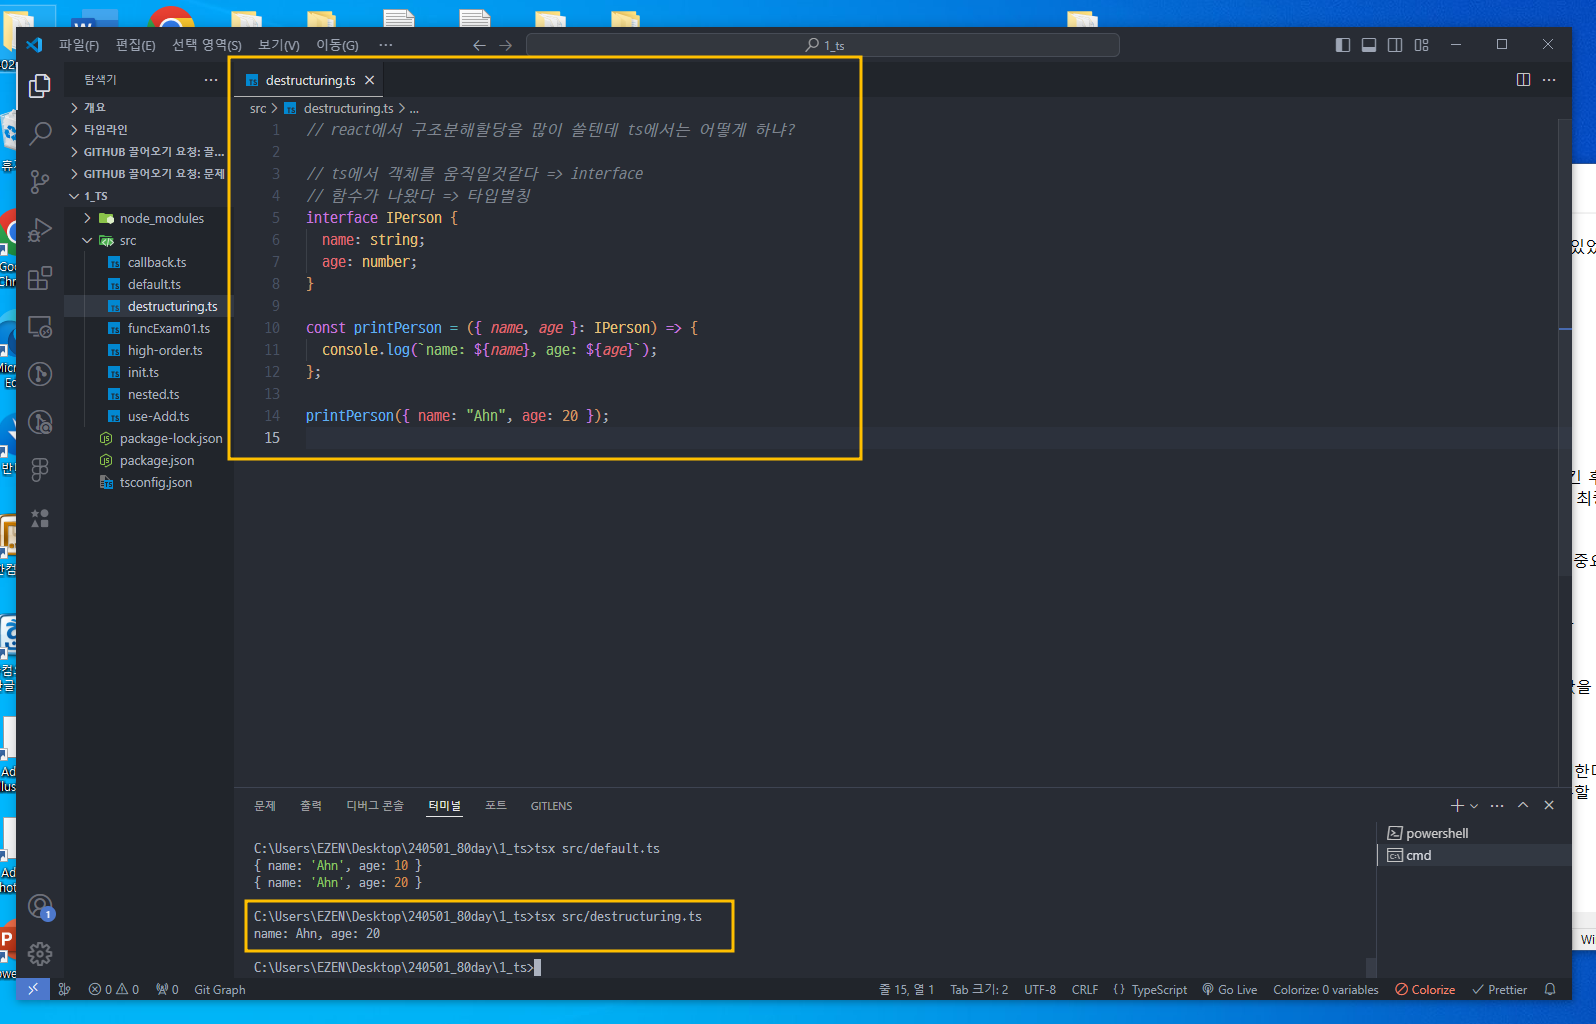 파일(F) 편집(E) 선택 영역(S) 보기(V) 이동(G) ··· 1_ts
탐색기 ···
개요
타임라인
GITHUB 끌어오기 요청: 끌...
GITHUB 끌어오기 요청: 문제
1_TS
node_modules
src
callback.ts
default.ts
destructuring.ts
funcExam01.ts
high-order.ts
init.ts
nested.ts
use-Add.ts
package-lock.json
package.json
tsconfig.json
destructuring.ts
src > destructuring.ts > ...
1 // react에서 구조분해할당을 많이 쓸텐데 ts에서는 어떻게 하냐?
2
3 // ts에서 객체를 움직일것같다 => interface
4 // 함수가 나왔다 => 타입별칭
5 interface IPerson {
6 name: string;
7 age: number;
8 }
9
10 const printPerson = ({ name, age }: IPerson) => {
11 console.log(`name: ${name}, age: ${age}`);
12 };
13
14 printPerson({ name: "Ahn", age: 20 });
15
문제 출력 디버그 콘솔 터미널 포트 GITLENS
C:\Users\EZEN\Desktop\240501_80day\1_ts>tsx src/default.ts
{ name: 'Ahn', age: 10 }
{ name: 'Ahn', age: 20 }
C:\Users\EZEN\Desktop\240501_80day\1_ts>tsx src/destructuring.ts
name: Ahn, age: 20
C:\Users\EZEN\Desktop\240501_80day\1_ts>
powershell
cmd
1
0 0 0 Git Graph 줄 15, 열 1 Tab 크기: 2 UTF-8 CRLF { } TypeScript Go Live Colorize: 0 variables Colorize Prettier